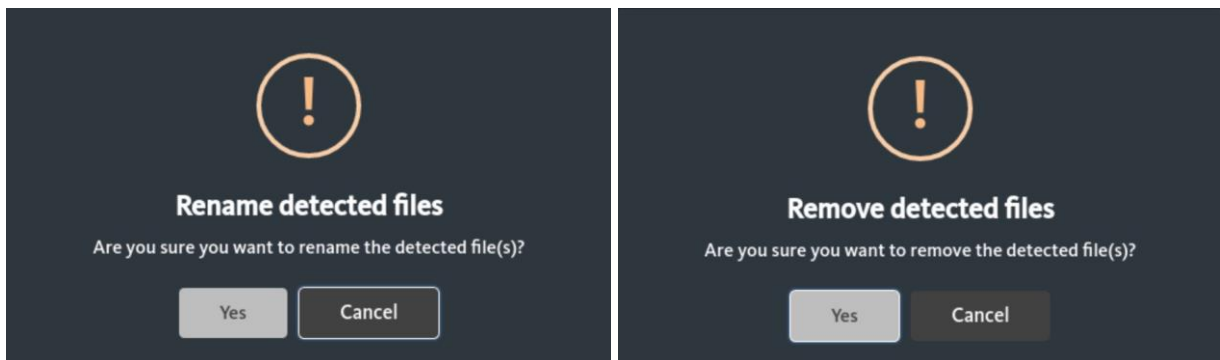 !
Rename detected files
Are you sure you want to rename the detected file(s)?
Yes
Cancel
!
Remove detected files
Are you sure you want to remove the detected file(s)?
Yes
Cancel